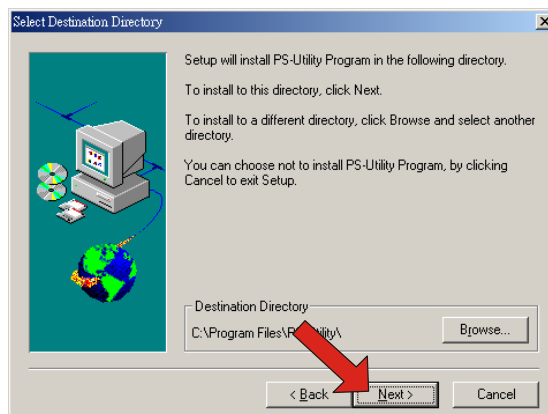 Select Destination Directory
Setup will install PS-Utility Program in the following directory.
To install to this directory, click Next.
To install to a different directory, click Browse and select another
directory.
You can choose not to install PS-Utility Program, by clicking
Cancel to exit Setup.
Destination Directory
C:\Program Files\
Browse...
< Back
Next >
Cancel